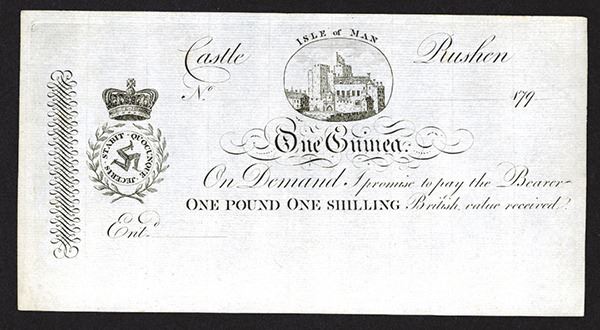 ISLE of MAN
Castle Rushen
No 179
STABIT QUOCUNQUE JECERIS
One Guinea.
On Demand I promise to pay the Bearer
ONE POUND ONE SHILLING British, value received.
Entd.